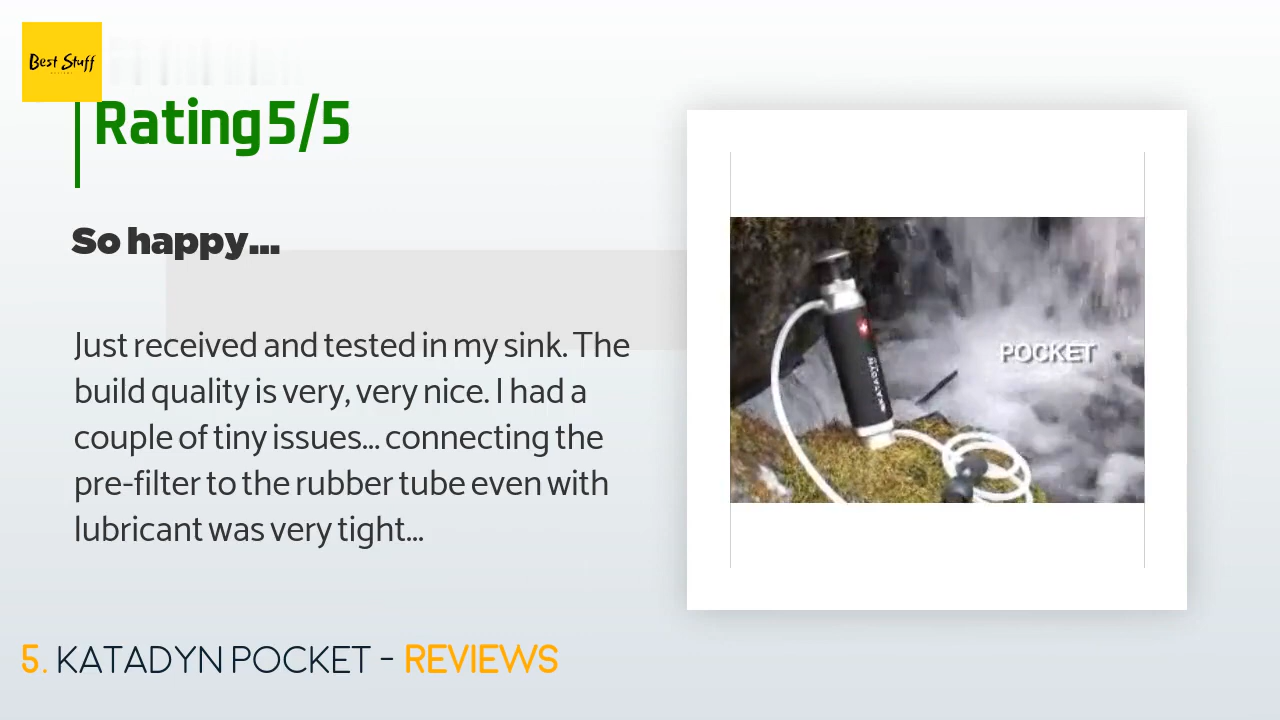 Best Stuff
Rating 5/5
So happy...
Just received and tested in my sink. The
build quality is very, very nice. I had a
couple of tiny issues... connecting the
pre-filter to the rubber tube even with
lubricant was very tight...
POCKET
KATADYN
5. KATADYN POCKET - REVIEWS